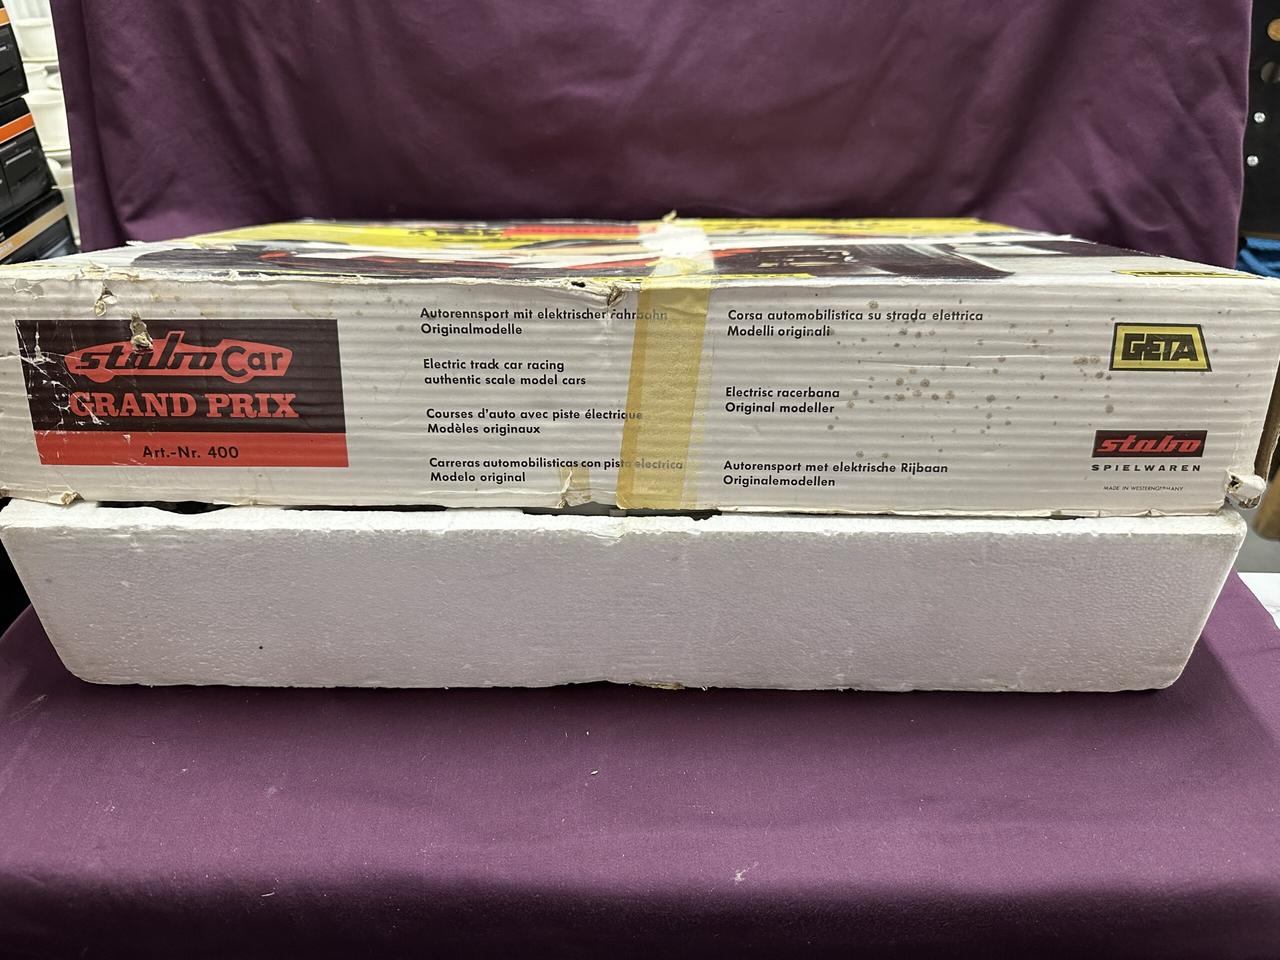 stabo Car
GRAND PRIX
Art.-Nr. 400
Autorennsport mit elektrischer fahrbahn
Originalmodelle
Electric track car racing
authentic scale model cars
Courses d'auto avec piste électrique
Modèles originaux
Carreras automobilisticas con pista electrica
Modelo original
Corsa automobilistica su strada elettrica
Modelli originali
Electrisc racerbana
Original modeller
Autorensport met elektrische Rijbaan
Originalemodellen
GETA
stabo
SPIELWAREN
MADE IN WESTERNGERMANY